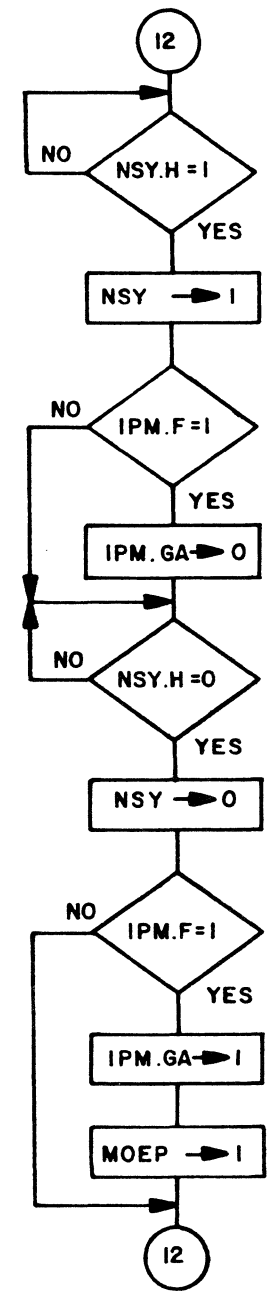 12
NSY.H = 1
NO
YES
NSY → 1
NO
IPM.F = 1
YES
IPM.GA → 0
NO
NSY.H = 0
YES
NSY → 0
NO
IPM.F = 1
YES
IPM.GA → 1
MOEP → 1
12